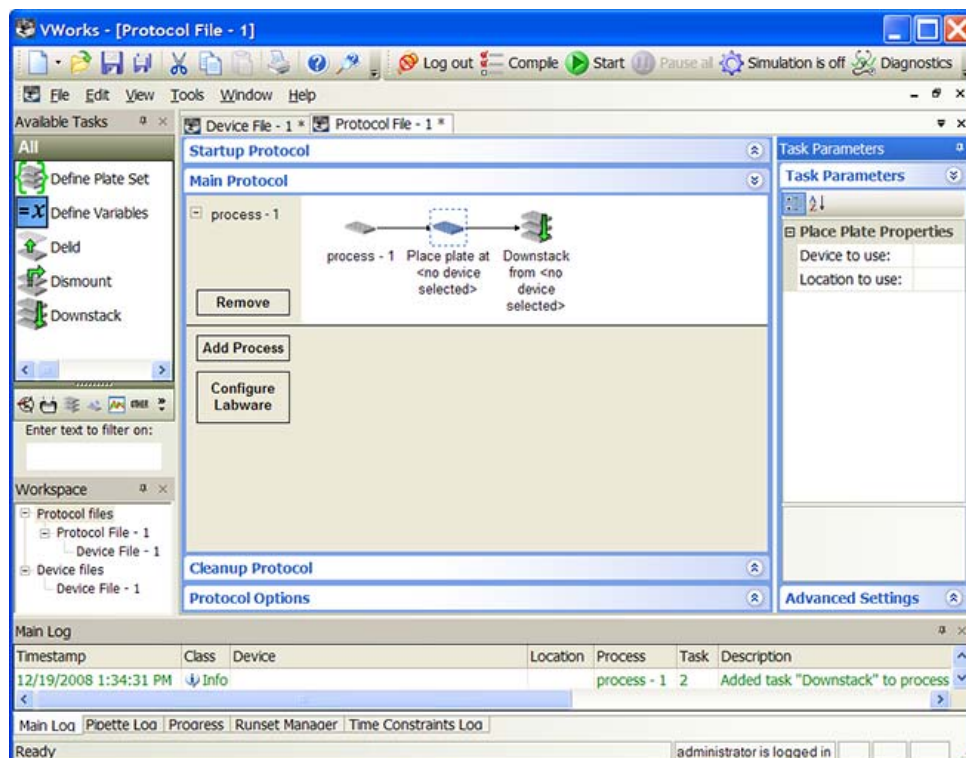 VWorks - [Protocol File - 1]
Log out Compile Start Pause all Simulation is off Diagnostics
File Edit View Tools Window Help
Available Tasks
Device File - 1 * Protocol File - 1 *
All
Define Plate Set
=x Define Variables
Delid
Dismount
Downstack
Enter text to filter on:
Workspace
Protocol files
Protocol File - 1
Device File - 1
Device files
Device File - 1
Startup Protocol
Main Protocol
process - 1
Remove
process - 1
Place plate at
<no device
selected>
Downstack
from <no
device
selected>
Add Process
Configure
Labware
Cleanup Protocol
Protocol Options
Task Parameters
Task Parameters
Place Plate Properties
Device to use:
Location to use:
Advanced Settings
Main Log
Timestamp Class Device Location Process Task Description
12/19/2008 1:34:31 PM Info process - 1 2 Added task "Downstack" to process
Main Log Pipette Log Progress Runset Manager Time Constraints Log
Ready administrator is logged in